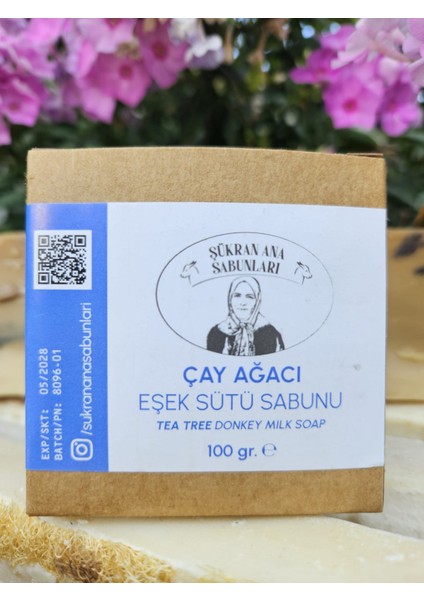 ŞÜKRAN ANA
SABUNLARI
ÇAY AĞACI
EŞEK SÜTÜ SABUNU
TEA TREE DONKEY MILK SOAP
100 gr. ℮
EXP/SKT: 05/2028
BATCH/PN: 8096-01
/sukrananasabunlari